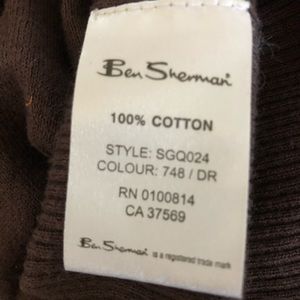 Ben Sherman
100% COTTON
STYLE: SGQ024
COLOUR: 748 / DR
RN 0100814
CA 37569
Ben Sherman is a registered trade mark